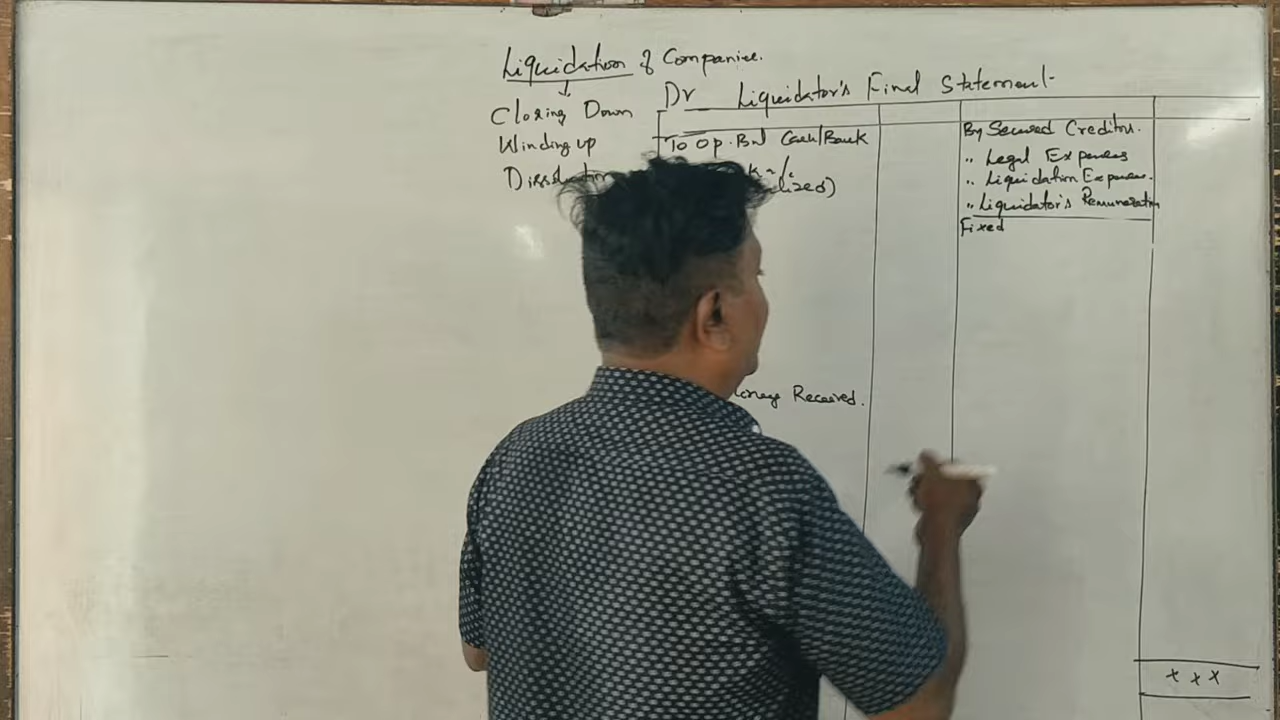 Liquidation of Companies.
Closing Down
Winding up
Dr Liquidator's Final Statement
To Op. Bal Cash/Bank
By Secured Creditors.
" Legal Expenses
" Liquidation Expenses.
" Liquidator's Remuneration
Fixed
Received.
x x x